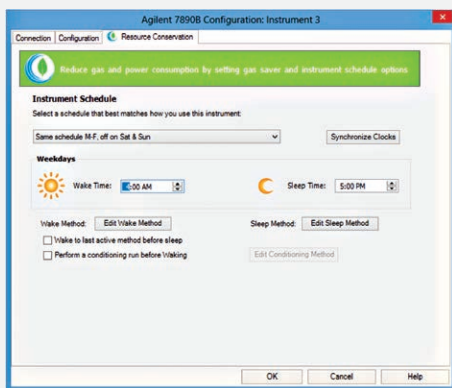 Agilent 7890B Configuration: Instrument 3
Connection Configuration Resource Conservation
Reduce gas and power consumption by setting gas saver and instrument schedule options
Instrument Schedule
Select a schedule that best matches how you use this instrument:
Same schedule M-F, off on Sat & Sun
Synchronize Clocks
Weekdays
Wake Time: :00 AM
Sleep Time: 5:00 PM
Wake Method: Edit Wake Method
Sleep Method: Edit Sleep Method
Wake to last active method before sleep
Perform a conditioning run before Waking
Edit Conditioning Method
OK Cancel Help